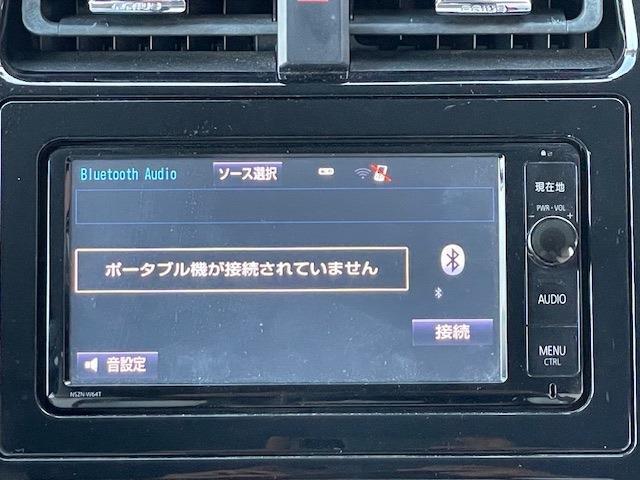 Bluetooth Audio
ソース選択
ポータブル機が接続されていません
接続
音設定
NSZN-W64T
現在地
PWR・VOL
- +
AUDIO
MENU
CTRL